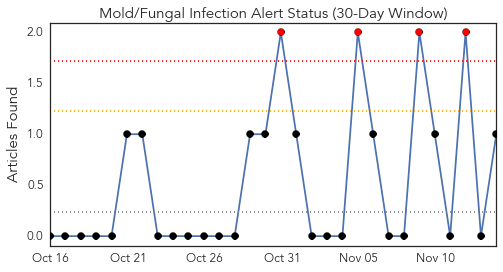 Mold/Fungal Infection Alert Status (30-Day Window)
Articles Found
2.0
1.5
1.0
0.5
0.0
Oct 16
Oct 21
Oct 26
Oct 31
Nov 05
Nov 10